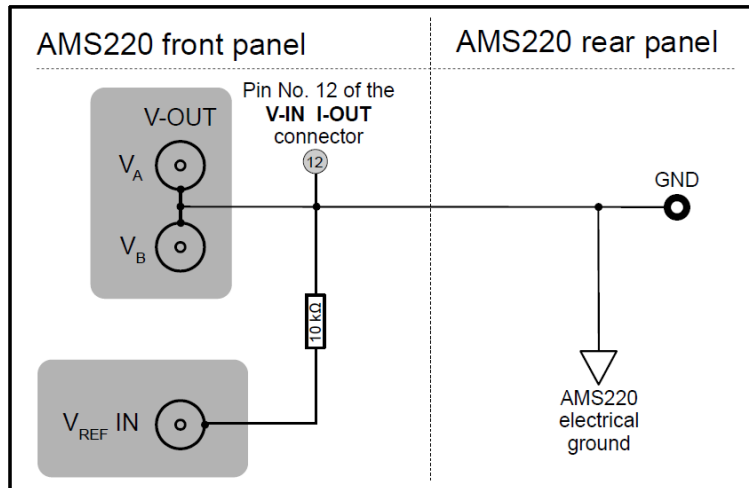 AMS220 front panel
AMS220 rear panel
Pin No. 12 of the
V-IN I-OUT
connector
12
V-OUT
VA
VB
GND
10 kΩ
VREF IN
AMS220
electrical
ground